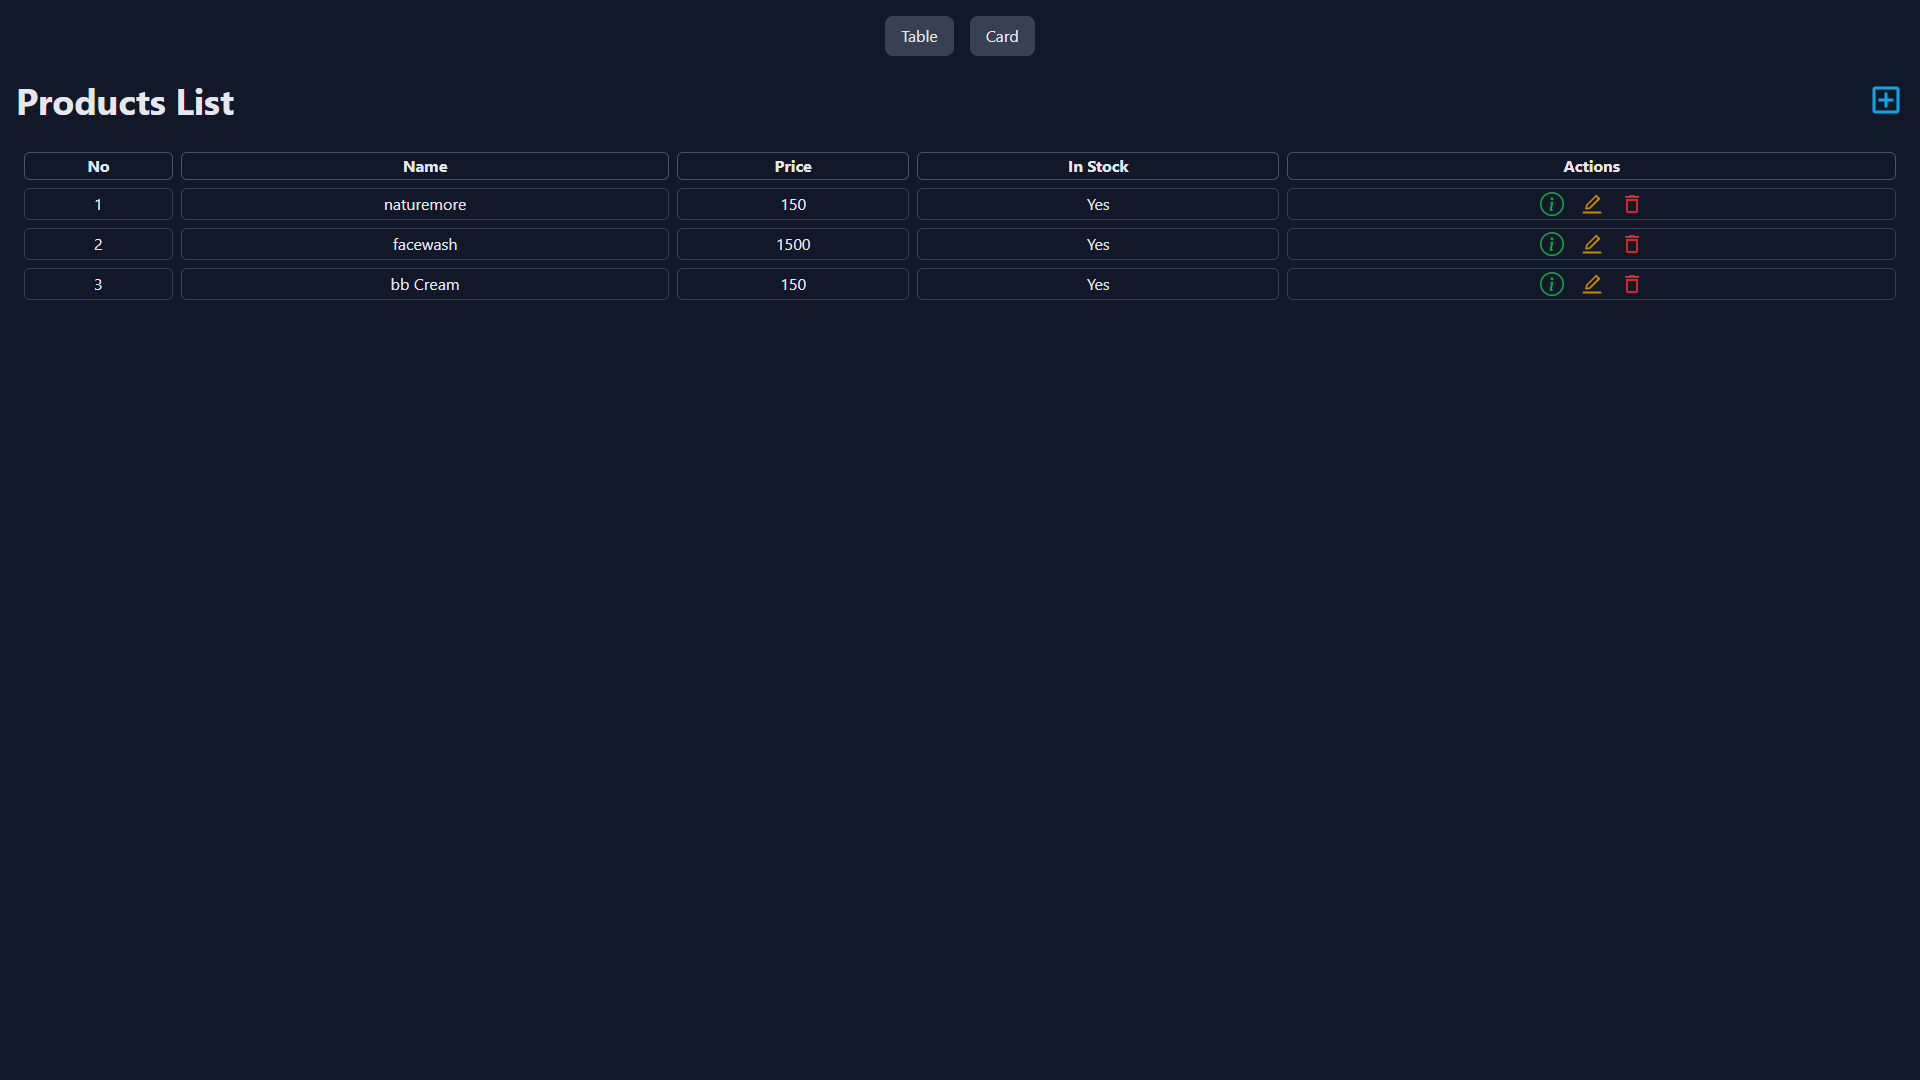 Table Card
Products List
No Name Price In Stock Actions
1 naturemore 150 Yes
2 facewash 1500 Yes
3 bb Cream 150 Yes